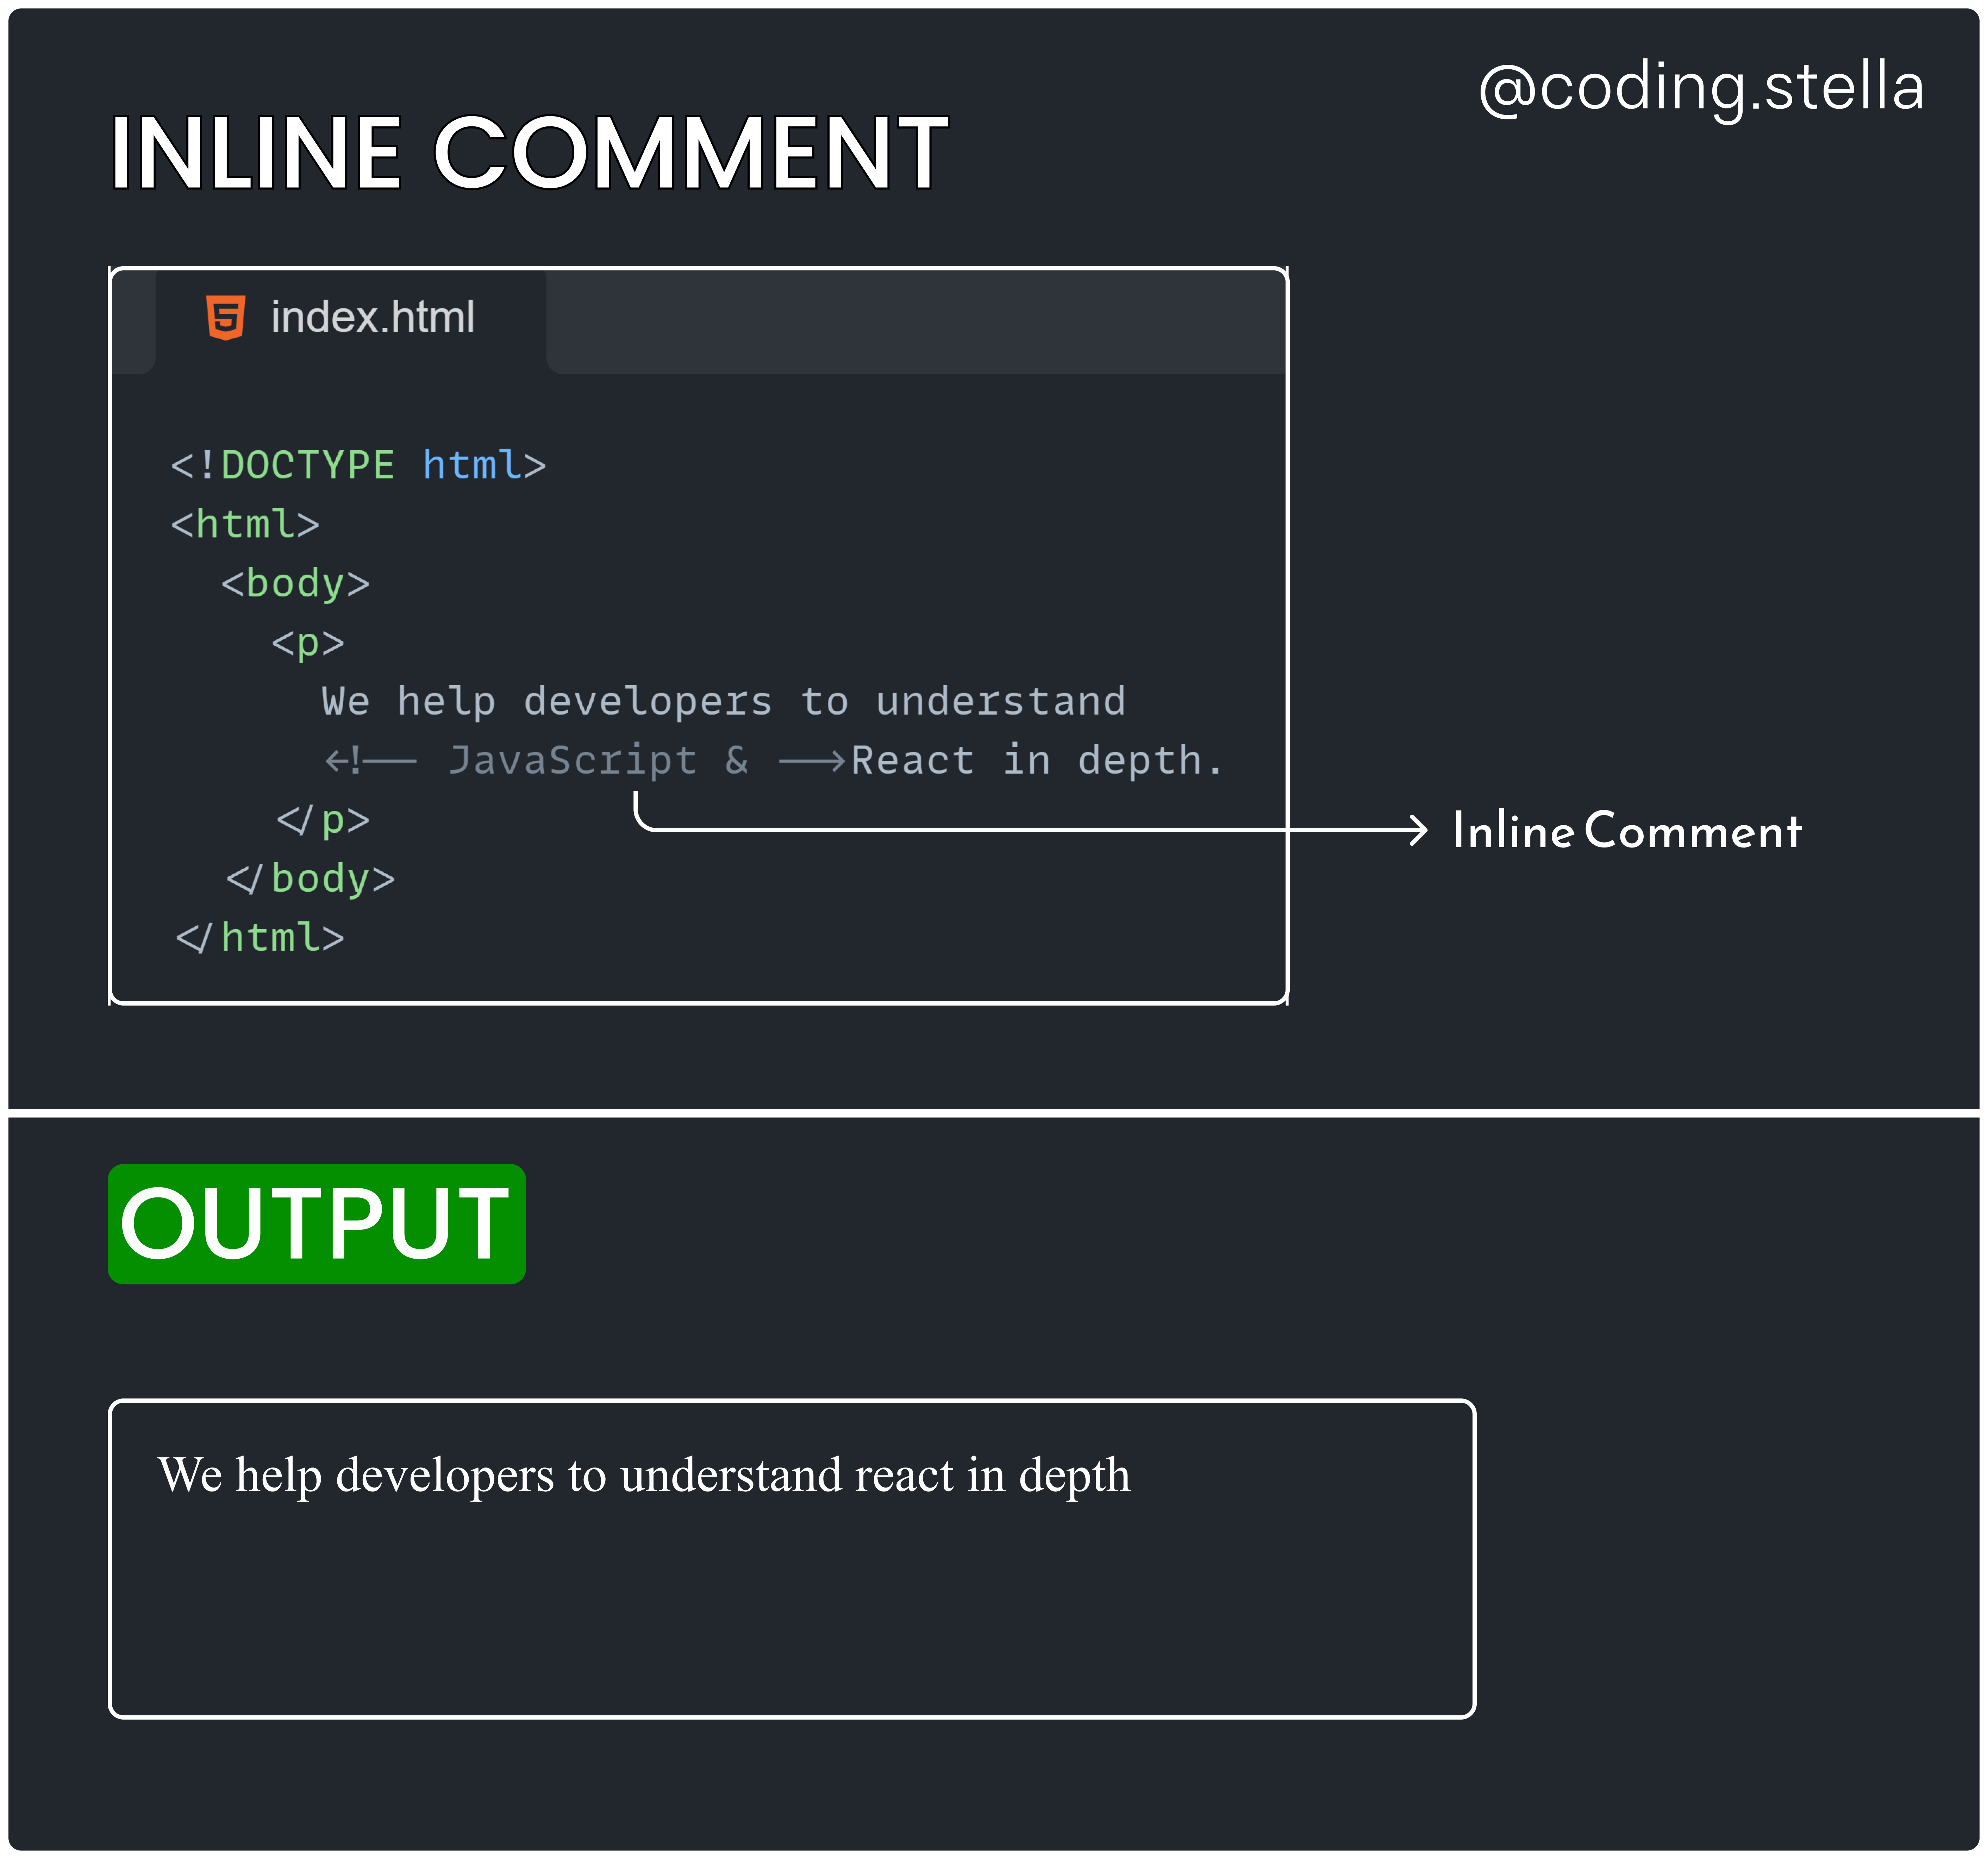 @coding.stella
INLINE COMMENT
index.html
<!DOCTYPE html>
<html>
<body>
<p>
We help developers to understand
<!-- JavaScript & -->React in depth.
</p>
Inline Comment
</body>
</html>
OUTPUT
We help developers to understand react in depth